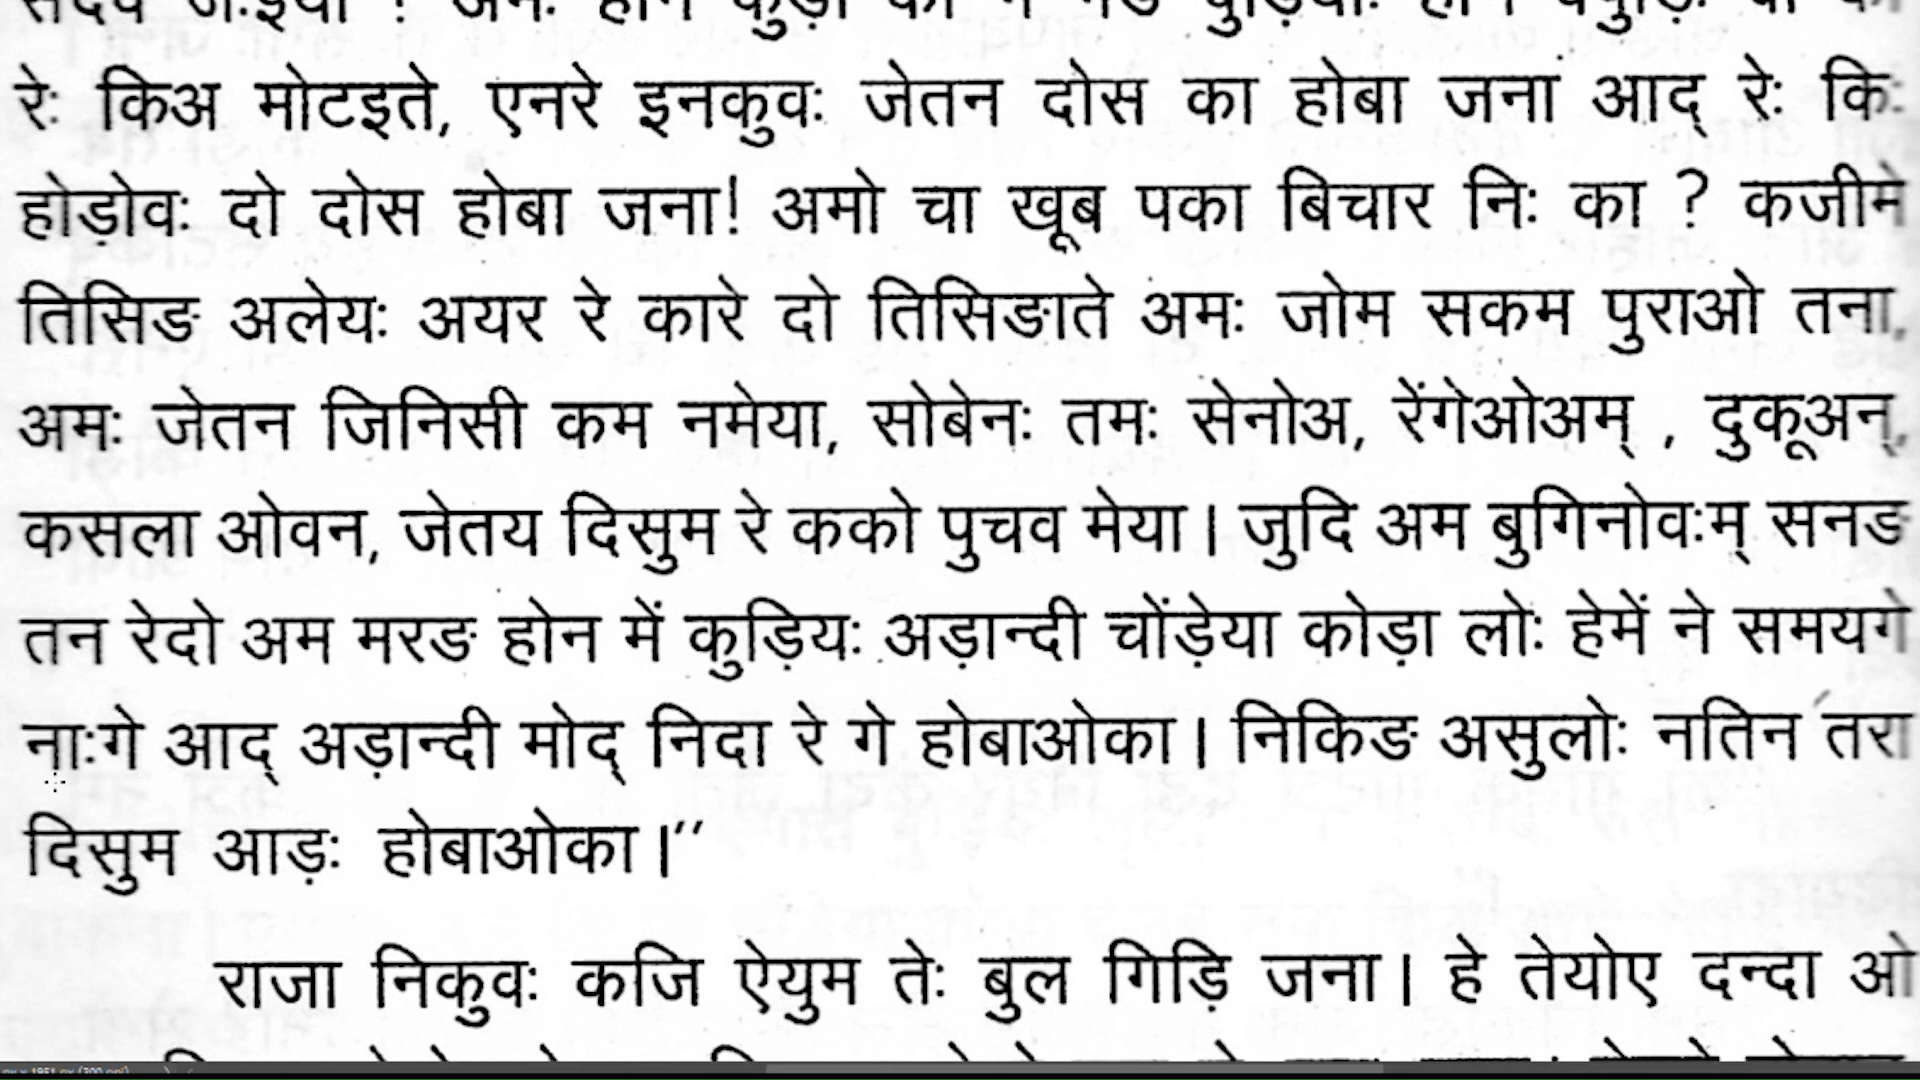 रेः किअ मोटइते, एनरे इनकुवः जेतन दोस का होबा जना आद् रेः किः
होड़ोवः दो दोस होबा जना! अमो चा खूब पका बिचार निः का ? कजीमे
तिसिङ अलेयः अयर रे कारे दो तिसिङाते अमः जोम सकम पुराओ तना,
अमः जेतन जिनिसी कम नमेया, सोबेनः तमः सेनोअ, रेंगेओअम् , दुकूअन्,
कसला ओवन, जेतय दिसुम रे कको पुचव मेया। जुदि अम बुगिनोवःम् सनङ
तन रेदो अम मरङ होन में कुड़ियः अड़ान्दी चोंड़ेया कोड़ा लोः हेमें ने समयगे
नाःगे आद् अड़ान्दी मोद् निदा रे गे होबाओका। निकिङ असुलोः नतिन तरा
दिसुम आड़ः होबाओका।”
राजा निकुवः कजि ऐयुम तेः बुल गिड़ि जना। हे तेयोए दन्दा ओ